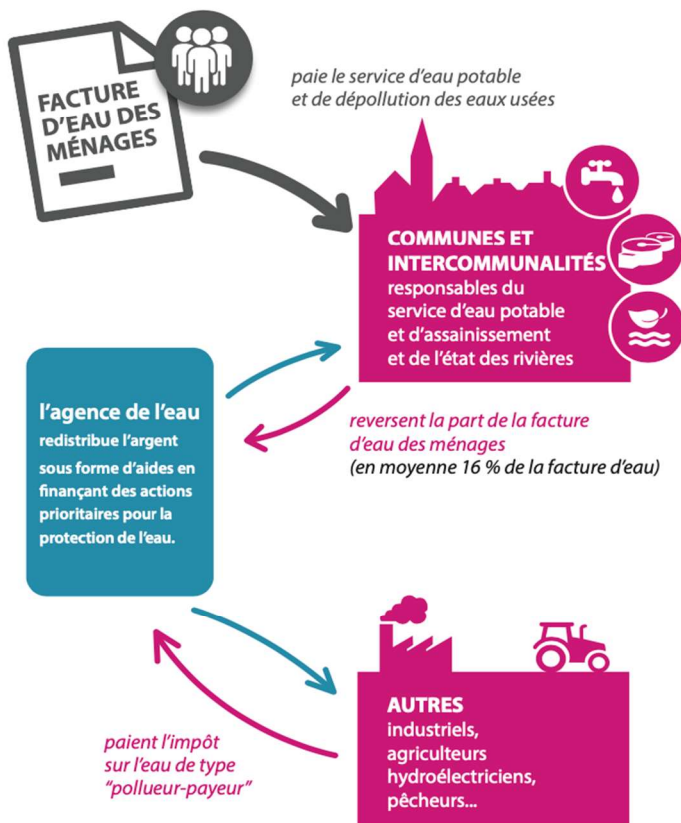 FACTURE
D'EAU DES
MÉNAGES
paie le service d'eau potable
et de dépollution des eaux usées
COMMUNES ET
INTERCOMMUNALITÉS
responsables du
service d'eau potable
et d'assainissement
et de l'état des rivières
l'agence de l'eau
redistribue l'argent
sous forme d'aides en
finançant des actions
prioritaires pour la
protection de l'eau.
reversent la part de la facture
d'eau des ménages
(en moyenne 16 % de la facture d'eau)
AUTRES
industriels,
agriculteurs
hydroélectriciens,
pêcheurs...
paient l'impôt
sur l'eau de type
"pollueur-payeur"